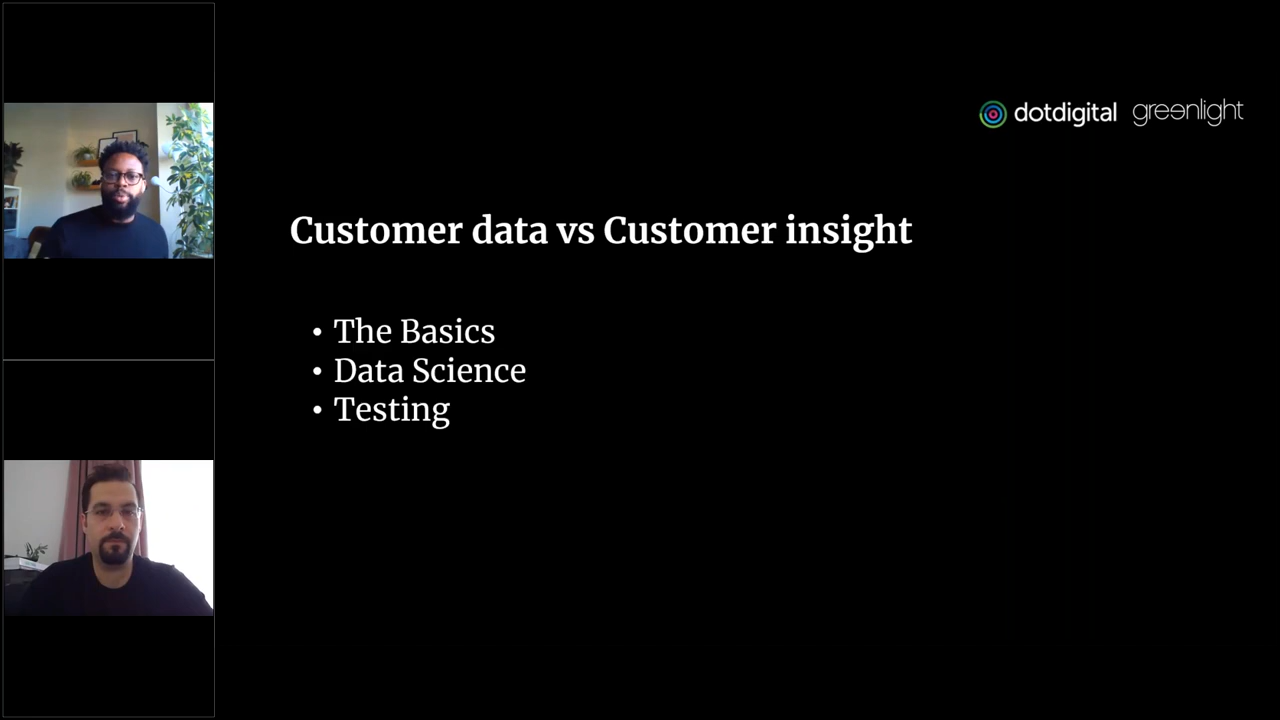 dotdigital greenlight
Customer data vs Customer insight
• The Basics
• Data Science
• Testing